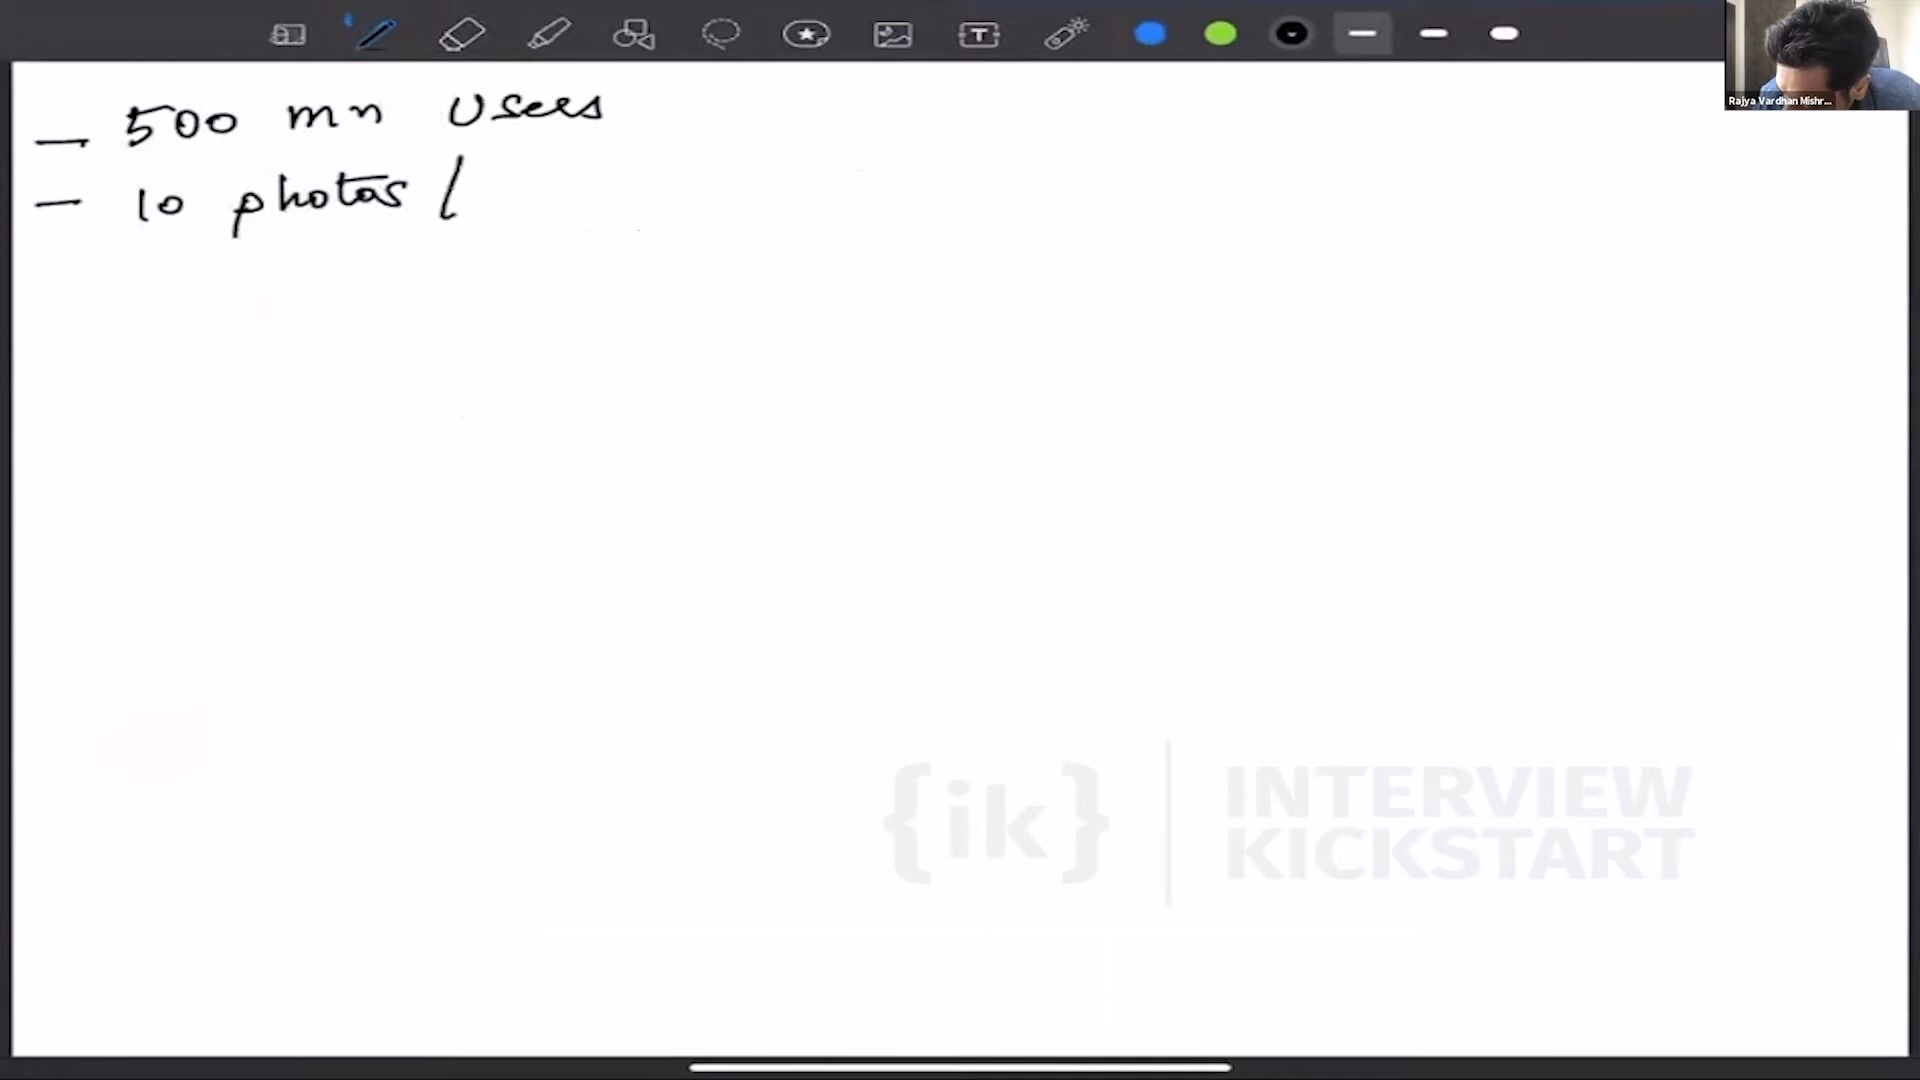 Rajya Vardhan Mishr...
- 500 mn Users
- 10 photos /
{ik} INTERVIEW
KICKSTART